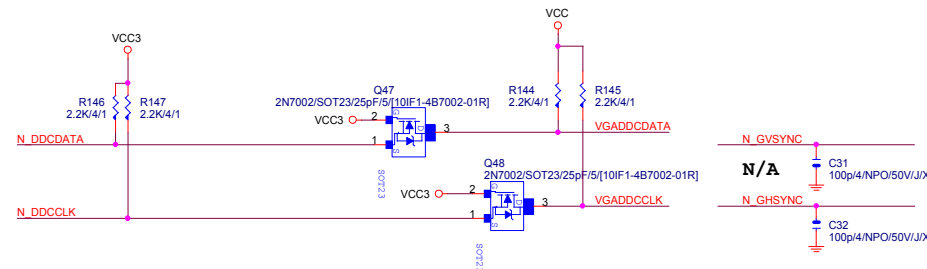 VCC3
VCC
R146
2.2K/4/1
R147
2.2K/4/1
Q47
2N7002/SOT23/25pF/5/[10IF1-4B7002-01R]
R144
2.2K/4/1
R145
2.2K/4/1
VCC3
2
G
D
S
1
3
N_DDCDATA
VGADDCDATA
SOT23
N_GVSYNC
N/A
C31
100p/4/NPO/50V/J/X
Q48
2N7002/SOT23/25pF/5/[10IF1-4B7002-01R]
VCC3
2
G
D
S
1
3
N_DDCCLK
VGADDCCLK
N_GHSYNC
C32
100p/4/NPO/50V/J/X